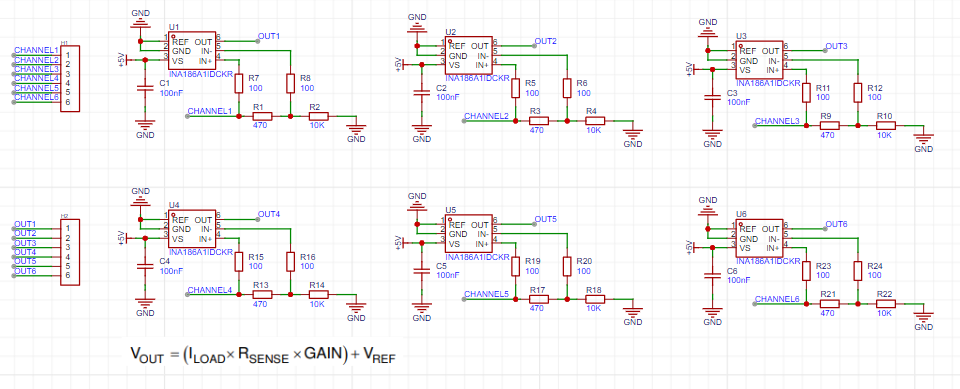 H1
CHANNEL1
CHANNEL2
CHANNEL3
CHANNEL4
CHANNEL5
CHANNEL6
1
2
3
4
5
6
GND
U1
1 REF OUT 6 OUT1
2 GND IN- 5
+5V 3 VS IN+ 4
INA186A1IDCKR
C1
100nF
R7
100
R8
100
CHANNEL1
R1
470
R2
10K
GND
GND
GND
U2
1 REF OUT 6 OUT2
2 GND IN- 5
+5V 3 VS IN+ 4
INA186A1IDCKR
C2
100nF
R5
100
R6
100
CHANNEL2
R3
470
R4
10K
GND
GND
GND
U3
1 REF OUT 6 OUT3
2 GND IN- 5
+5V 3 VS IN+ 4
INA186A1IDCKR
C3
100nF
R11
100
R12
100
CHANNEL3
R9
470
R10
10K
GND
GND
H2
OUT1
OUT2
OUT3
OUT4
OUT5
OUT6
1
2
3
4
5
6
GND
U4
1 REF OUT 6 OUT4
2 GND IN- 5
+5V 3 VS IN+ 4
INA186A1IDCKR
C4
100nF
R15
100
R16
100
CHANNEL4
R13
470
R14
10K
GND
GND
GND
U5
1 REF OUT 6 OUT5
2 GND IN- 5
+5V 3 VS IN+ 4
INA186A1IDCKR
C5
100nF
R19
100
R20
100
CHANNEL5
R17
470
R18
10K
GND
GND
GND
U6
1 REF OUT 6 OUT6
2 GND IN- 5
+5V 3 VS IN+ 4
INA186A1IDCKR
C6
100nF
R23
100
R24
100
CHANNEL6
R21
470
R22
10K
GND
GND
VOUT = (ILOAD× RSENSE × GAIN) + VREF